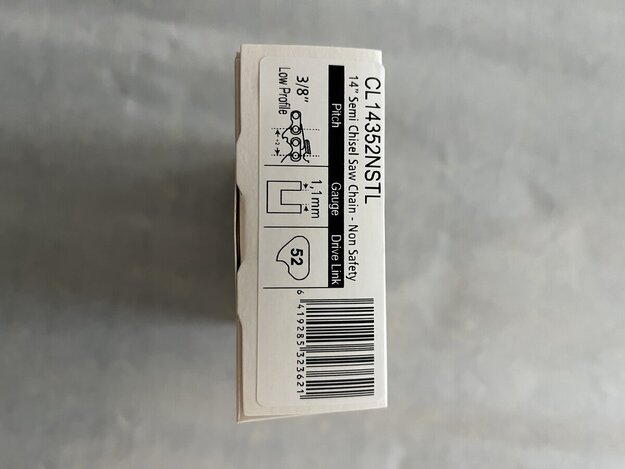 CL14352NSTL
14" Semi Chisel Saw Chain - Non Safety
Pitch Gauge Drive Link
3/8" 1,1mm 52
Low Profile
÷2
6 419285 323621